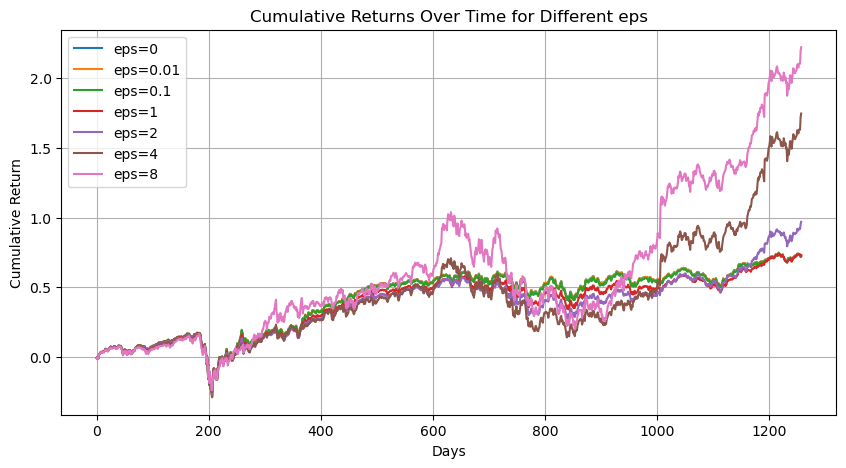 Cumulative Returns Over Time for Different eps
eps=0
eps=0.01
eps=0.1
eps=1
eps=2
eps=4
eps=8
2.0
1.5
1.0
0.5
0.0
Cumulative Return
0 200 400 600 800 1000 1200
Days